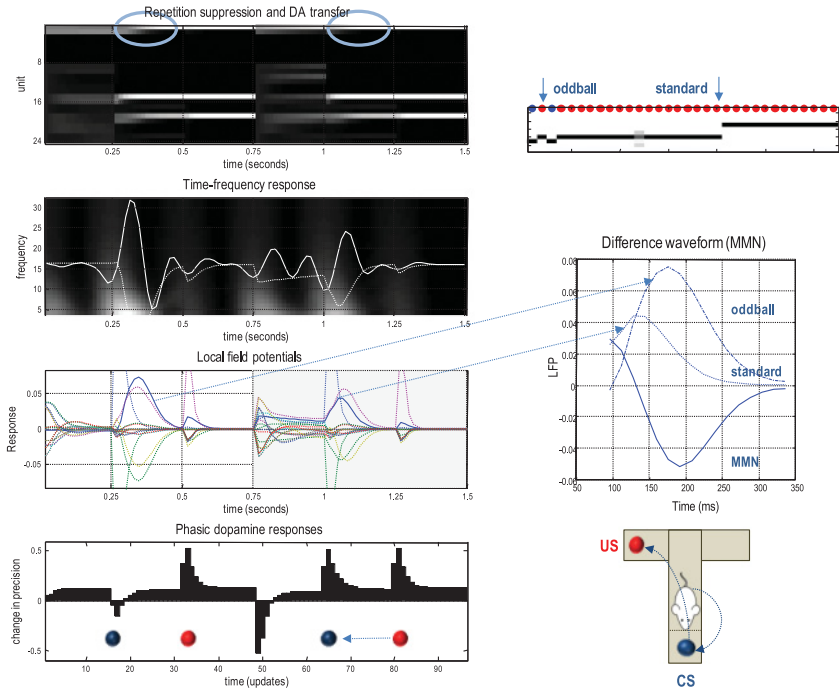 Repetition suppression and DA transfer
unit
8
16
24
0.25 0.5 0.75 1 1.25 1.5
time (seconds)
oddball standard
Time-frequency response
frequency
30
25
20
15
10
5
0.25 0.5 0.75 1 1.25 1.5
time (seconds)
Local field potentials
Response
0.05
0
-0.05
0.25 0.5 0.75 1 1.25 1.5
time (seconds)
Difference waveform (MMN)
LFP
0.08
0.06
0.04
0.02
0
-0.02
-0.04
-0.06
oddball
standard
MMN
50 100 150 200 250 300 350
Time (ms)
Phasic dopamine responses
change in precision
0.5
0
-0.5
10 20 30 40 50 60 70 80 90
time (updates)
US
CS